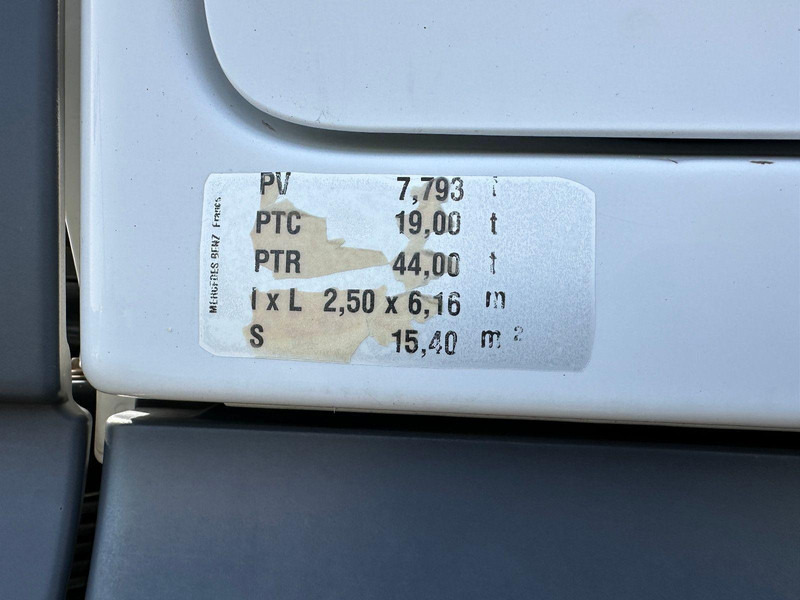 MERCEDES BENZ France
PV 7,793 t
PTC 19,00 t
PTR 44,00 t
l x L 2,50 x 6,16 m
S 15,40 m²